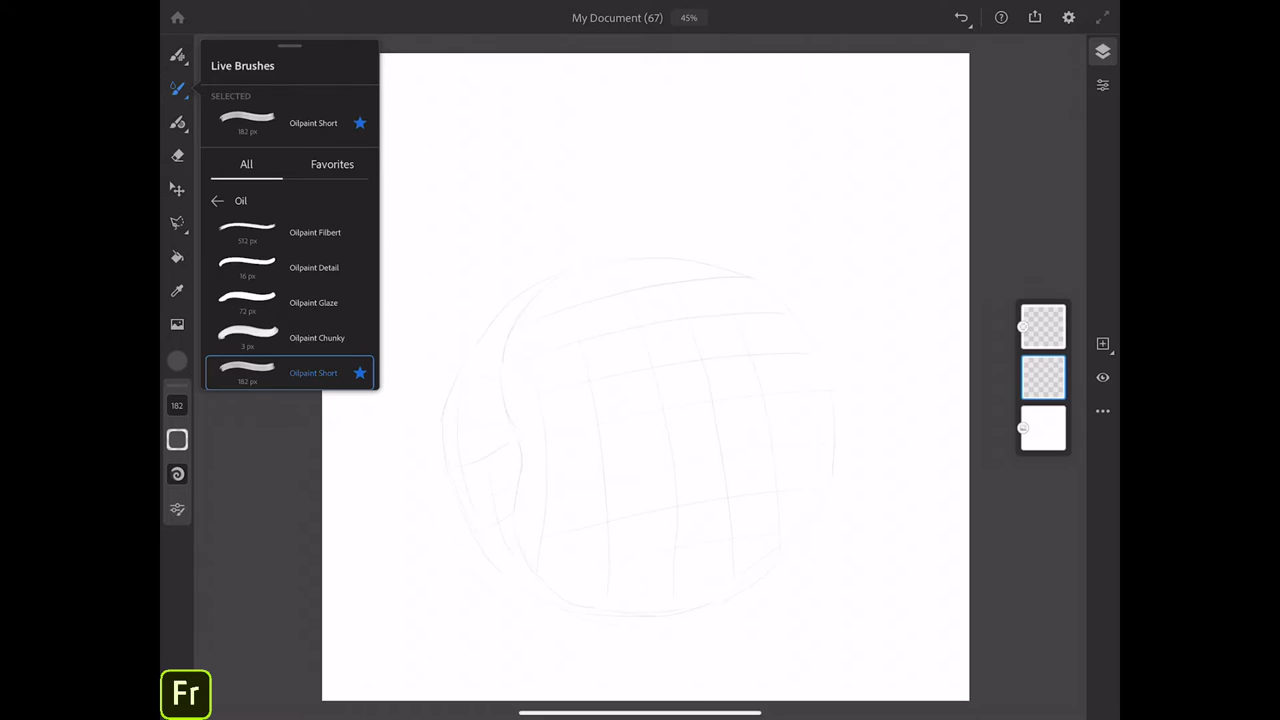 My Document (67) 45%
Live Brushes
SELECTED
Oilpaint Short
182 px
All Favorites
Oil
Oilpaint Filbert
512 px
Oilpaint Detail
16 px
Oilpaint Glaze
72 px
Oilpaint Chunky
3 px
Oilpaint Short
182 px
182
Fr